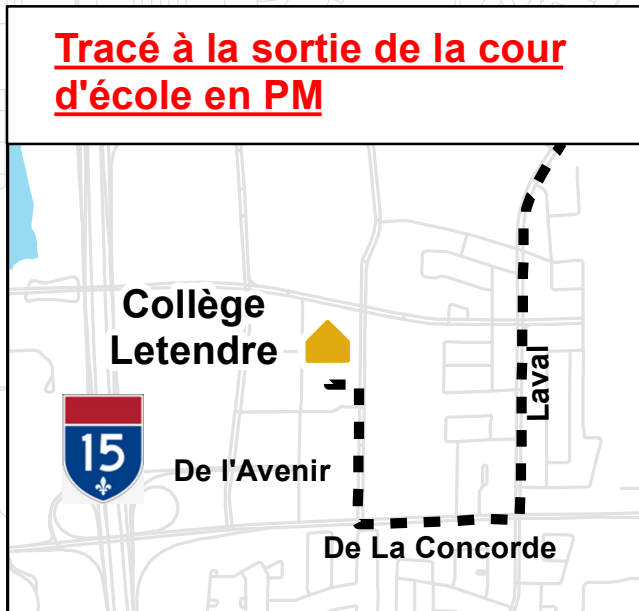 Tracé à la sortie de la cour
d'école en PM
Collège
Letendre
Laval
15
De l'Avenir
De La Concorde